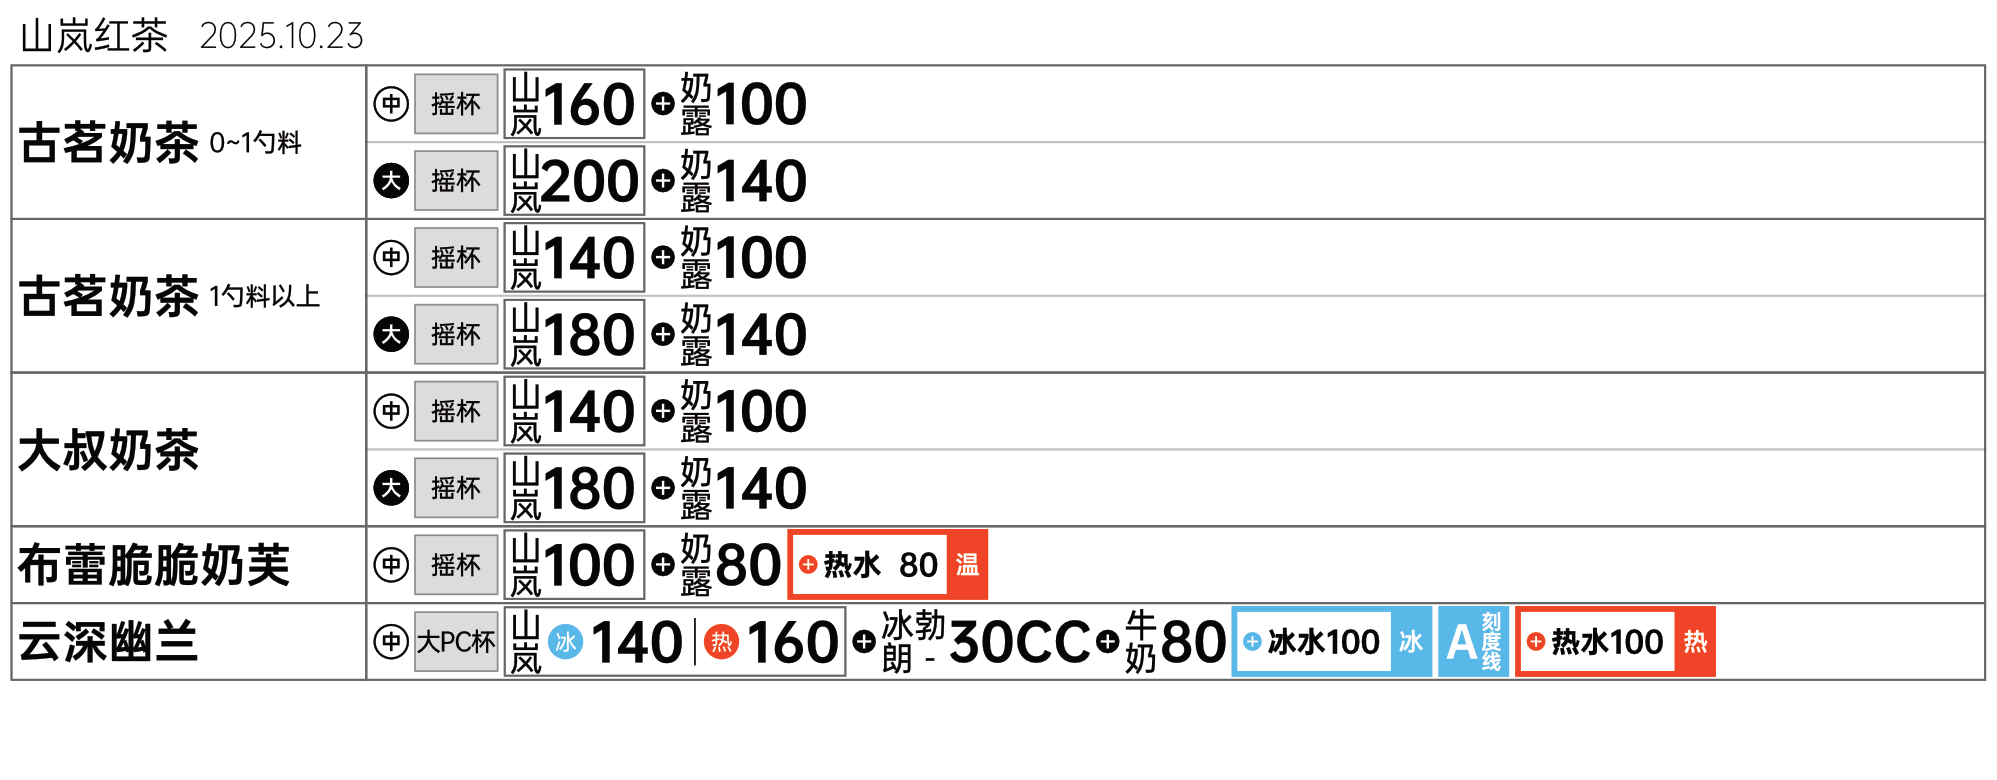 山岚红茶 2025.10.23
古茗奶茶 0~1勺料
中 摇杯 山岚160 + 奶露100
大 摇杯 山岚200 + 奶露140
古茗奶茶 1勺料以上
中 摇杯 山岚140 + 奶露100
大 摇杯 山岚180 + 奶露140
大叔奶茶
中 摇杯 山岚140 + 奶露100
大 摇杯 山岚180 + 奶露140
布蕾脆脆奶芙 中 摇杯 山岚100 + 奶露80 + 热水 80 温
云深幽兰 中 大PC杯 山岚 冰 140 | 热 160 + 冰勃朗- 30CC + 牛奶80 + 冰水100 冰 A刻度线 + 热水100 热